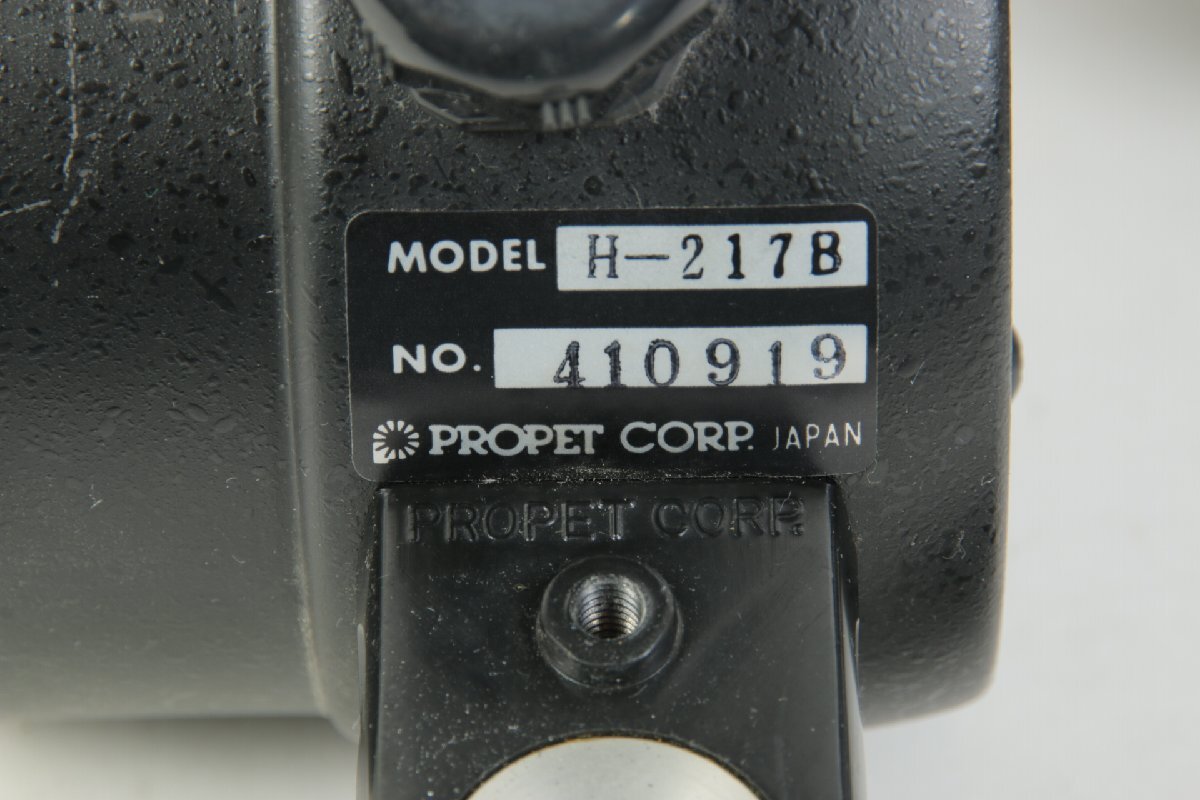 MODEL H-217B
NO. 410919
PROPET CORP. JAPAN
PROPET CORP.